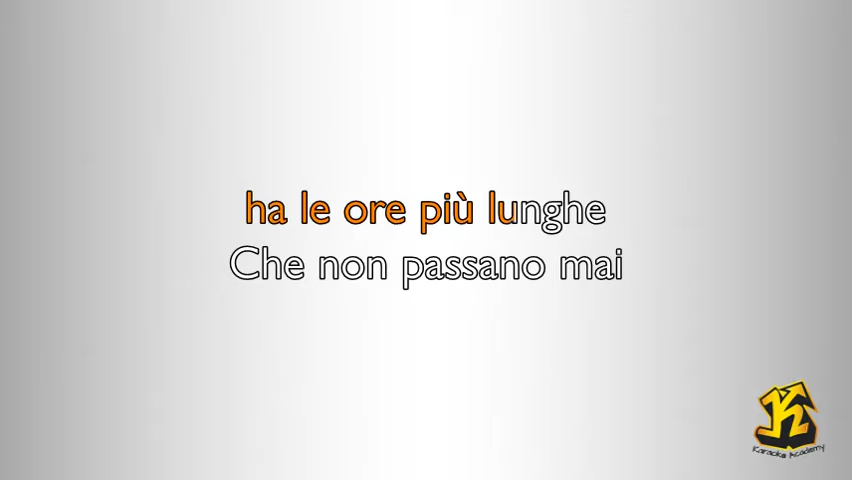 ha le ore più lunghe
Che non passano mai
Karaoke Academy